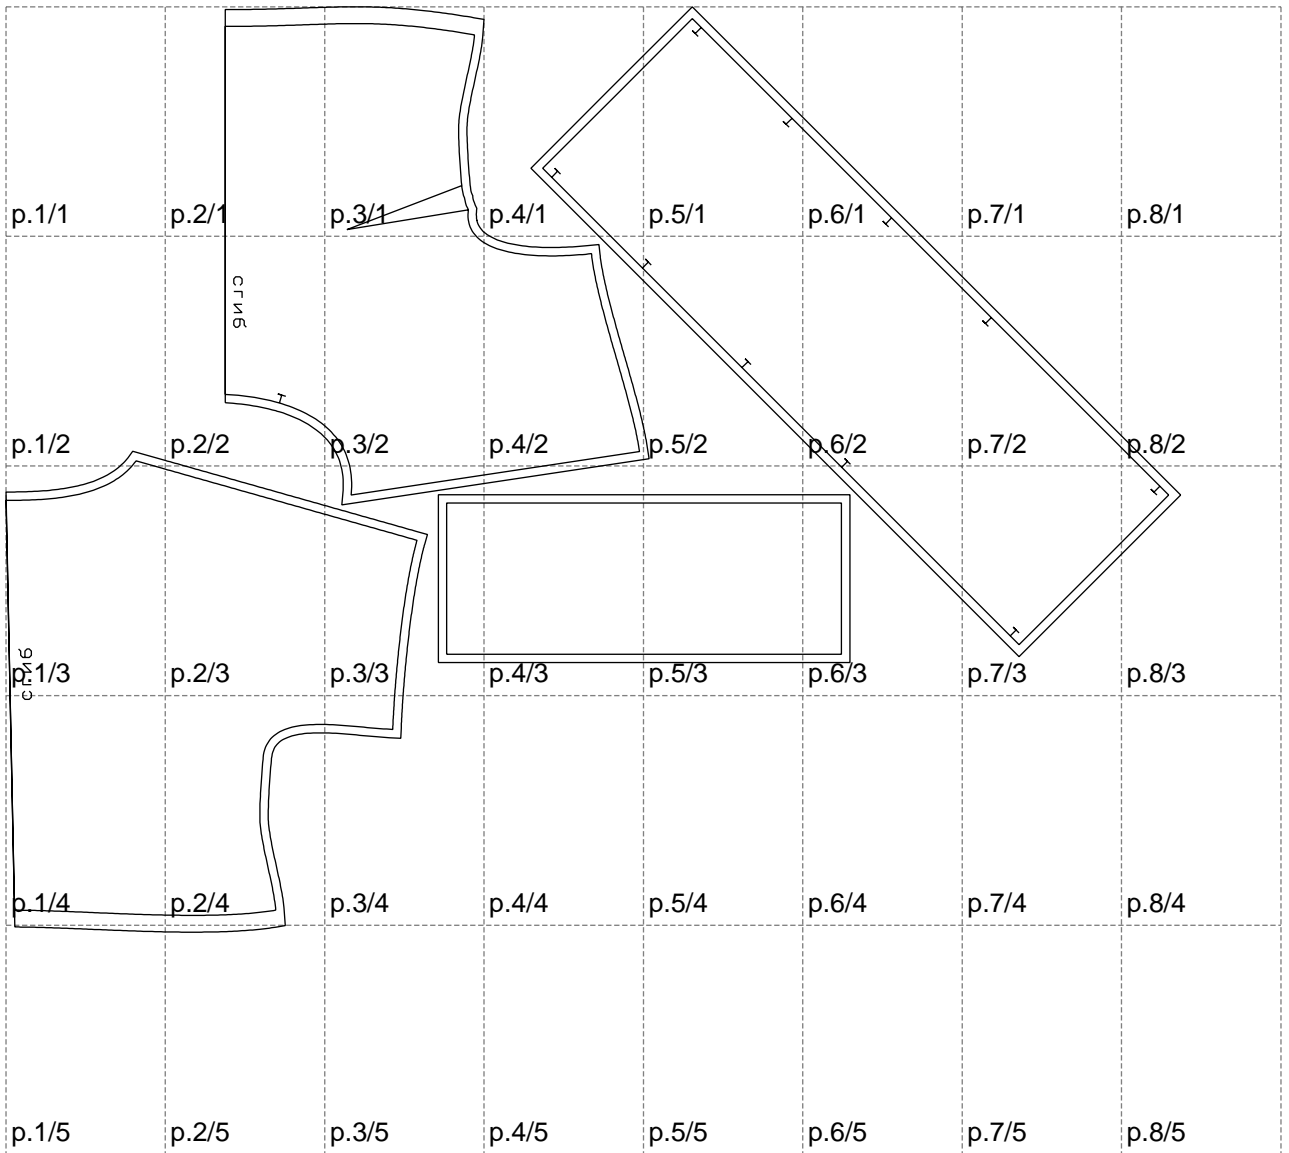 p.1/1 p.2/1 p.3/1 p.4/1 p.5/1 p.6/1 p.7/1 p.8/1
сгиб
p.1/2 p.2/2 p.3/2 p.4/2 p.5/2 p.6/2 p.7/2 p.8/2
сгиб
p.1/3 p.2/3 p.3/3 p.4/3 p.5/3 p.6/3 p.7/3 p.8/3
p.1/4 p.2/4 p.3/4 p.4/4 p.5/4 p.6/4 p.7/4 p.8/4
p.1/5 p.2/5 p.3/5 p.4/5 p.5/5 p.6/5 p.7/5 p.8/5